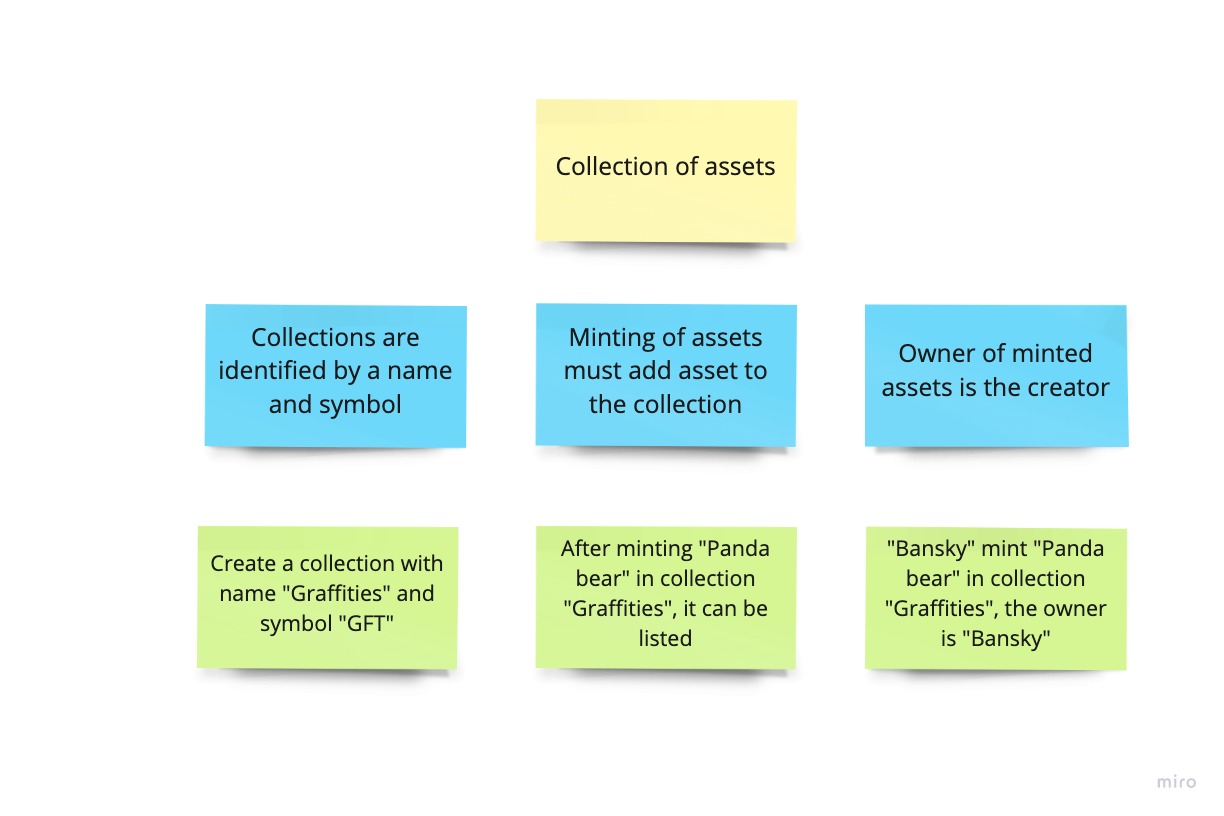 Collection of assets
Collections are
identified by a name
and symbol
Minting of assets
must add asset to
the collection
Owner of minted
assets is the creator
Create a collection with
name "Graffities" and
symbol "GFT"
After minting "Panda
bear" in collection
"Graffities", it can be
listed
"Bansky" mint "Panda
bear" in collection
"Graffities", the owner
is "Bansky"
miro